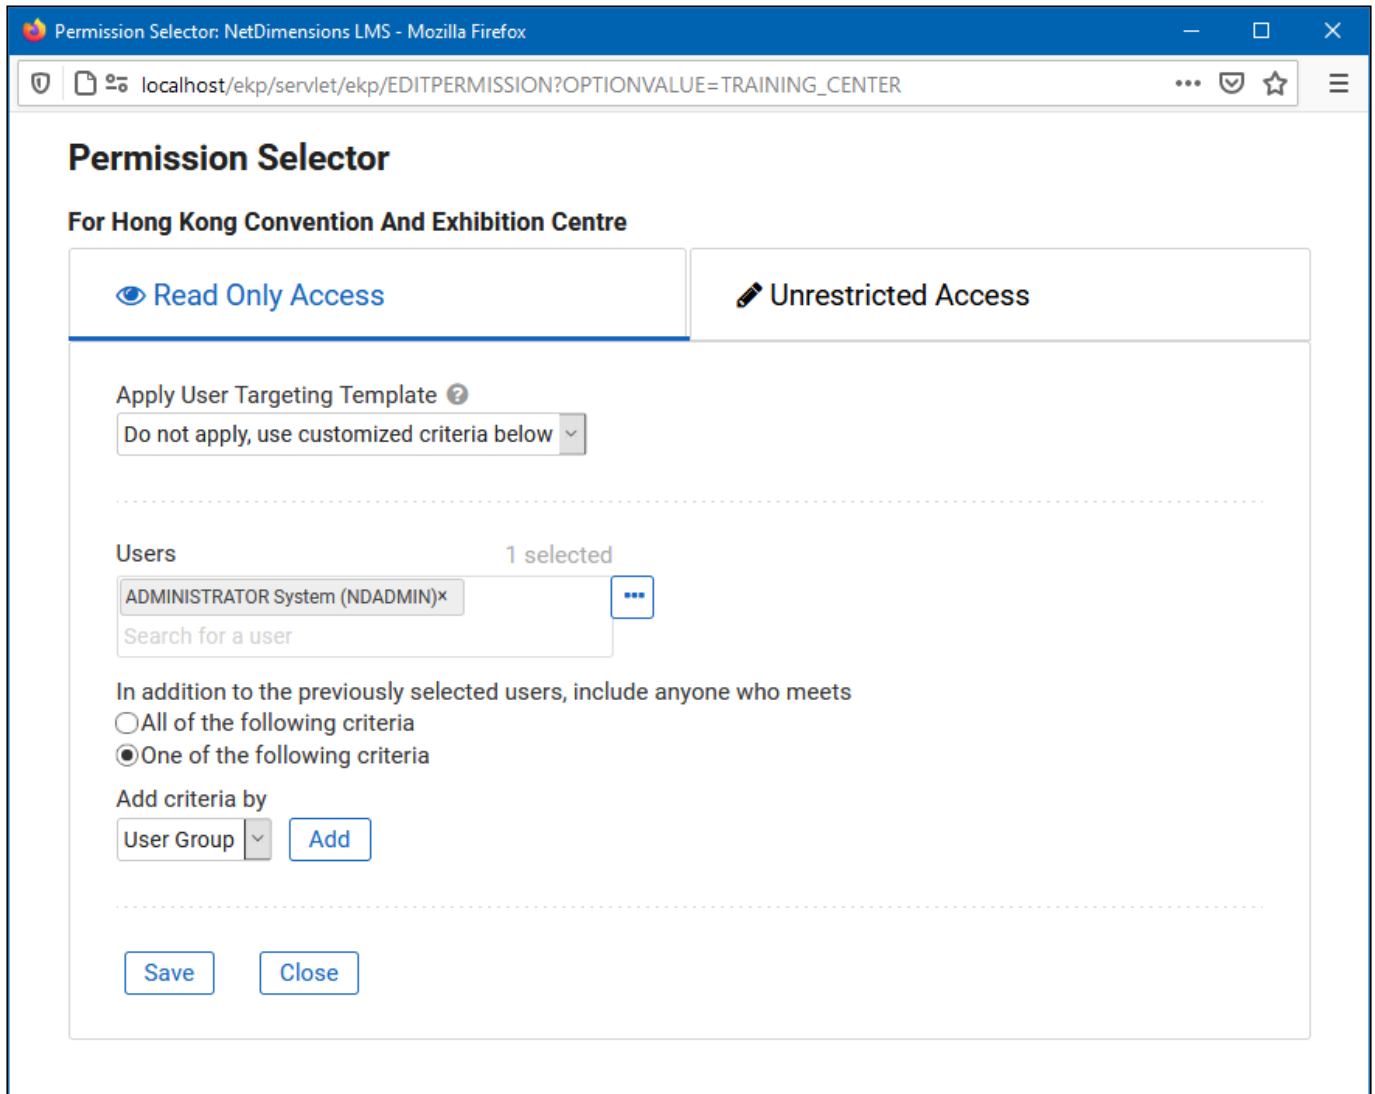 Permission Selector: NetDimensions LMS - Mozilla Firefox
localhost/ekp/servlet/ekp/EDITPERMISSION?OPTIONVALUE=TRAINING_CENTER
Permission Selector
For Hong Kong Convention And Exhibition Centre
Read Only Access
Unrestricted Access
Apply User Targeting Template ?
Do not apply, use customized criteria below
Users 1 selected
ADMINISTRATOR System (NDADMIN)×
Search for a user
In addition to the previously selected users, include anyone who meets
All of the following criteria
One of the following criteria
Add criteria by
User Group Add
Save Close